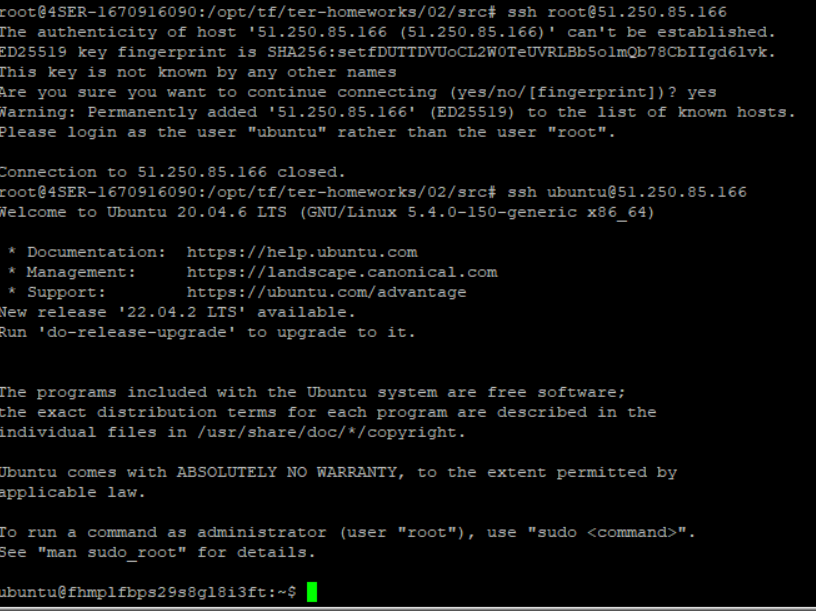 root@4SER-1670916090:/opt/tf/ter-homeworks/02/src# ssh root@51.250.85.166
The authenticity of host '51.250.85.166 (51.250.85.166)' can't be established.
ED25519 key fingerprint is SHA256:setfDUTTDVUoCL2W0TeUVRLBb5olmQb78CbIIgd6lvk.
This key is not known by any other names
Are you sure you want to continue connecting (yes/no/[fingerprint])? yes
Warning: Permanently added '51.250.85.166' (ED25519) to the list of known hosts.
Please login as the user "ubuntu" rather than the user "root".
Connection to 51.250.85.166 closed.
root@4SER-1670916090:/opt/tf/ter-homeworks/02/src# ssh ubuntu@51.250.85.166
Welcome to Ubuntu 20.04.6 LTS (GNU/Linux 5.4.0-150-generic x86_64)
* Documentation:  https://help.ubuntu.com
* Management:     https://landscape.canonical.com
* Support:        https://ubuntu.com/advantage
New release '22.04.2 LTS' available.
Run 'do-release-upgrade' to upgrade to it.
The programs included with the Ubuntu system are free software;
the exact distribution terms for each program are described in the
individual files in /usr/share/doc/*/copyright.
Ubuntu comes with ABSOLUTELY NO WARRANTY, to the extent permitted by
applicable law.
To run a command as administrator (user "root"), use "sudo <command>".
See "man sudo_root" for details.
ubuntu@fhmplfbps29s8gl8i3ft:~$